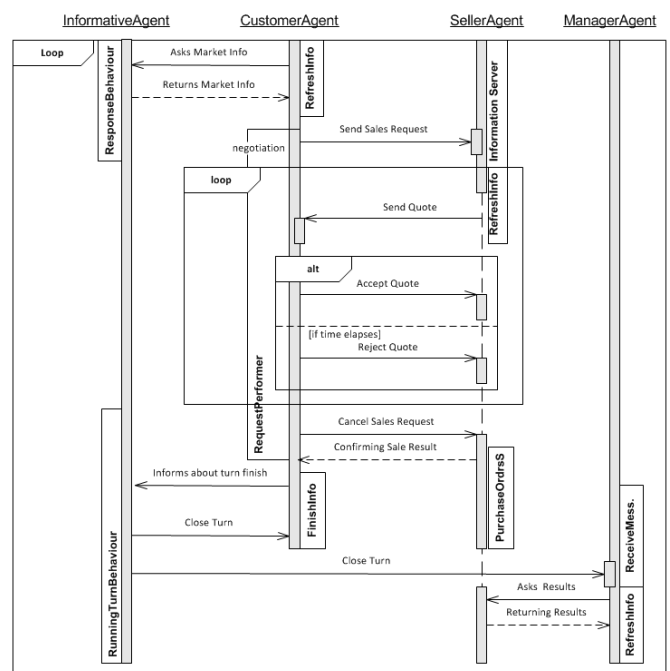 InformativeAgent
CustomerAgent
SellerAgent
ManagerAgent
Loop
ResponseBehaviour
Asks Market Info
Returns Market Info
RefreshInfo
negotiation
Send Sales Request
Information Server
loop
RefreshInfo
Send Quote
alt
Accept Quote
[if time elapses]
Reject Quote
RequestPerformer
Cancel Sales Request
Confirming Sale Result
Informs about turn finish
FinishInfo
PurchaseOrdrsS
Close Turn
RunningTurnBehaviour
Close Turn
ReceiveMess.
Asks Results
Returning Results
RefreshInfo